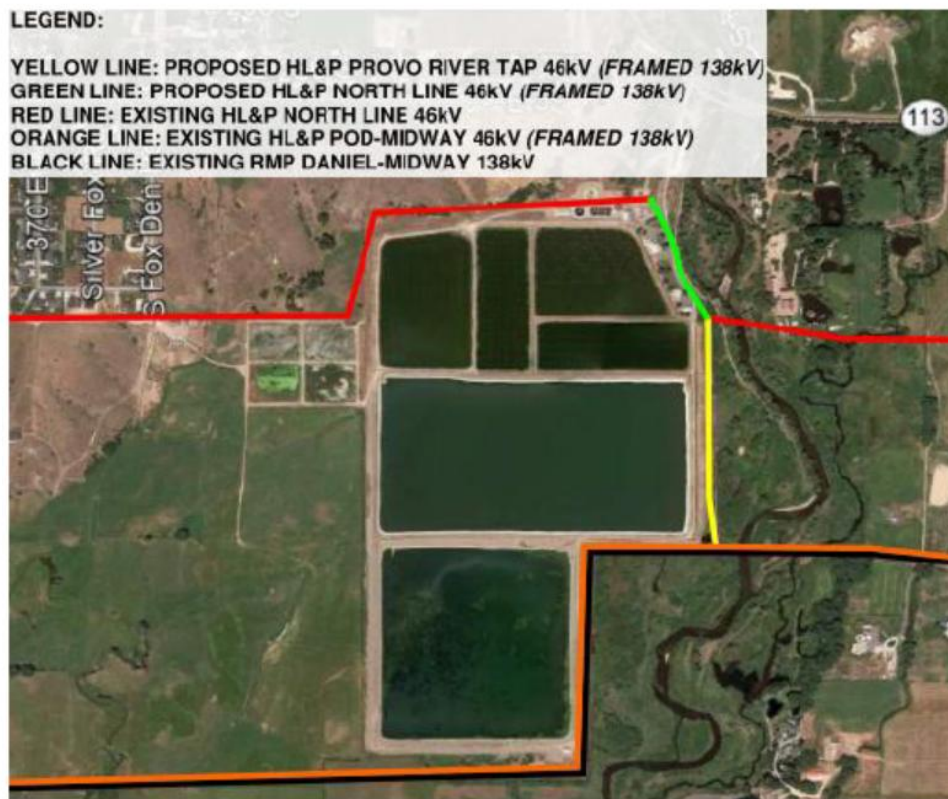 LEGEND:
YELLOW LINE: PROPOSED HL&P PROVO RIVER TAP 46kV (FRAMED 138kV)
GREEN LINE: PROPOSED HL&P NORTH LINE 46kV (FRAMED 138kV)
RED LINE: EXISTING HL&P NORTH LINE 46kV
ORANGE LINE: EXISTING HL&P POD-MIDWAY 46kV (FRAMED 138kV)
BLACK LINE: EXISTING RMP DANIEL-MIDWAY 138kV
113
370 E
Silver Fox
S Fox Den